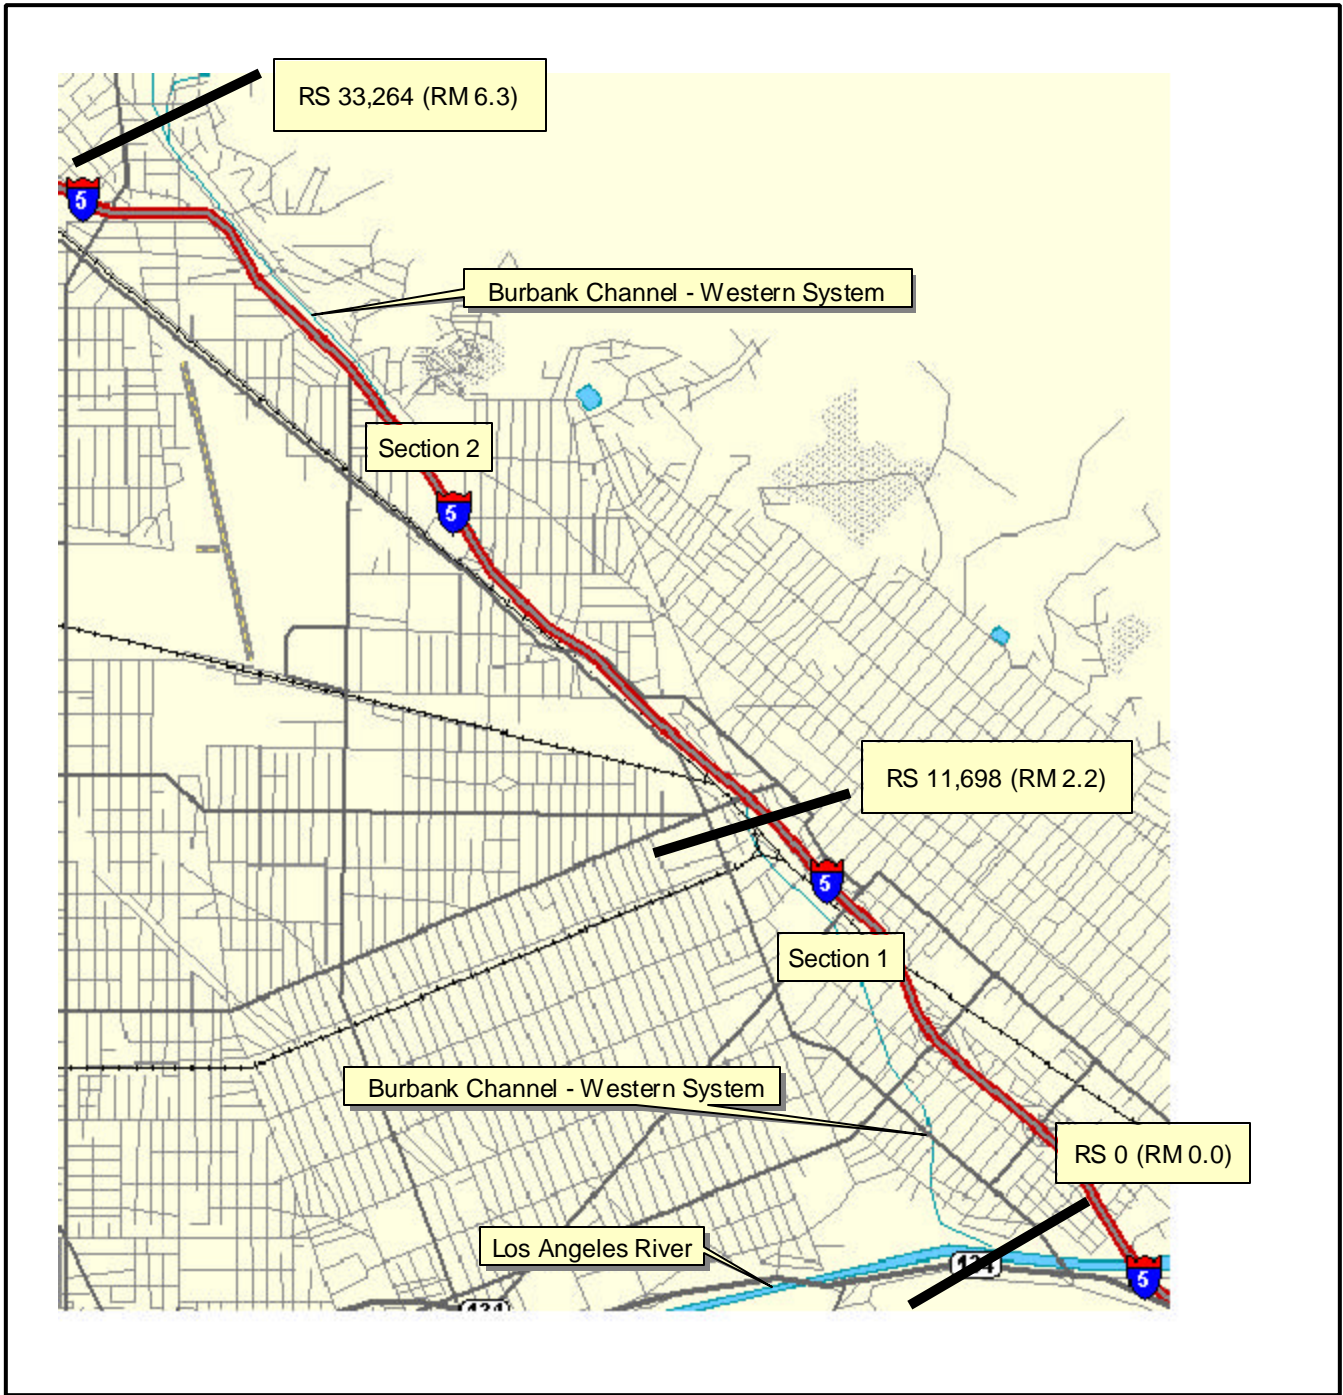 RS 33,264 (RM 6.3)
5
Burbank Channel - Western System
Section 2
5
RS 11,698 (RM 2.2)
5
Section 1
Burbank Channel - Western System
RS 0 (RM 0.0)
Los Angeles River
134
5
134